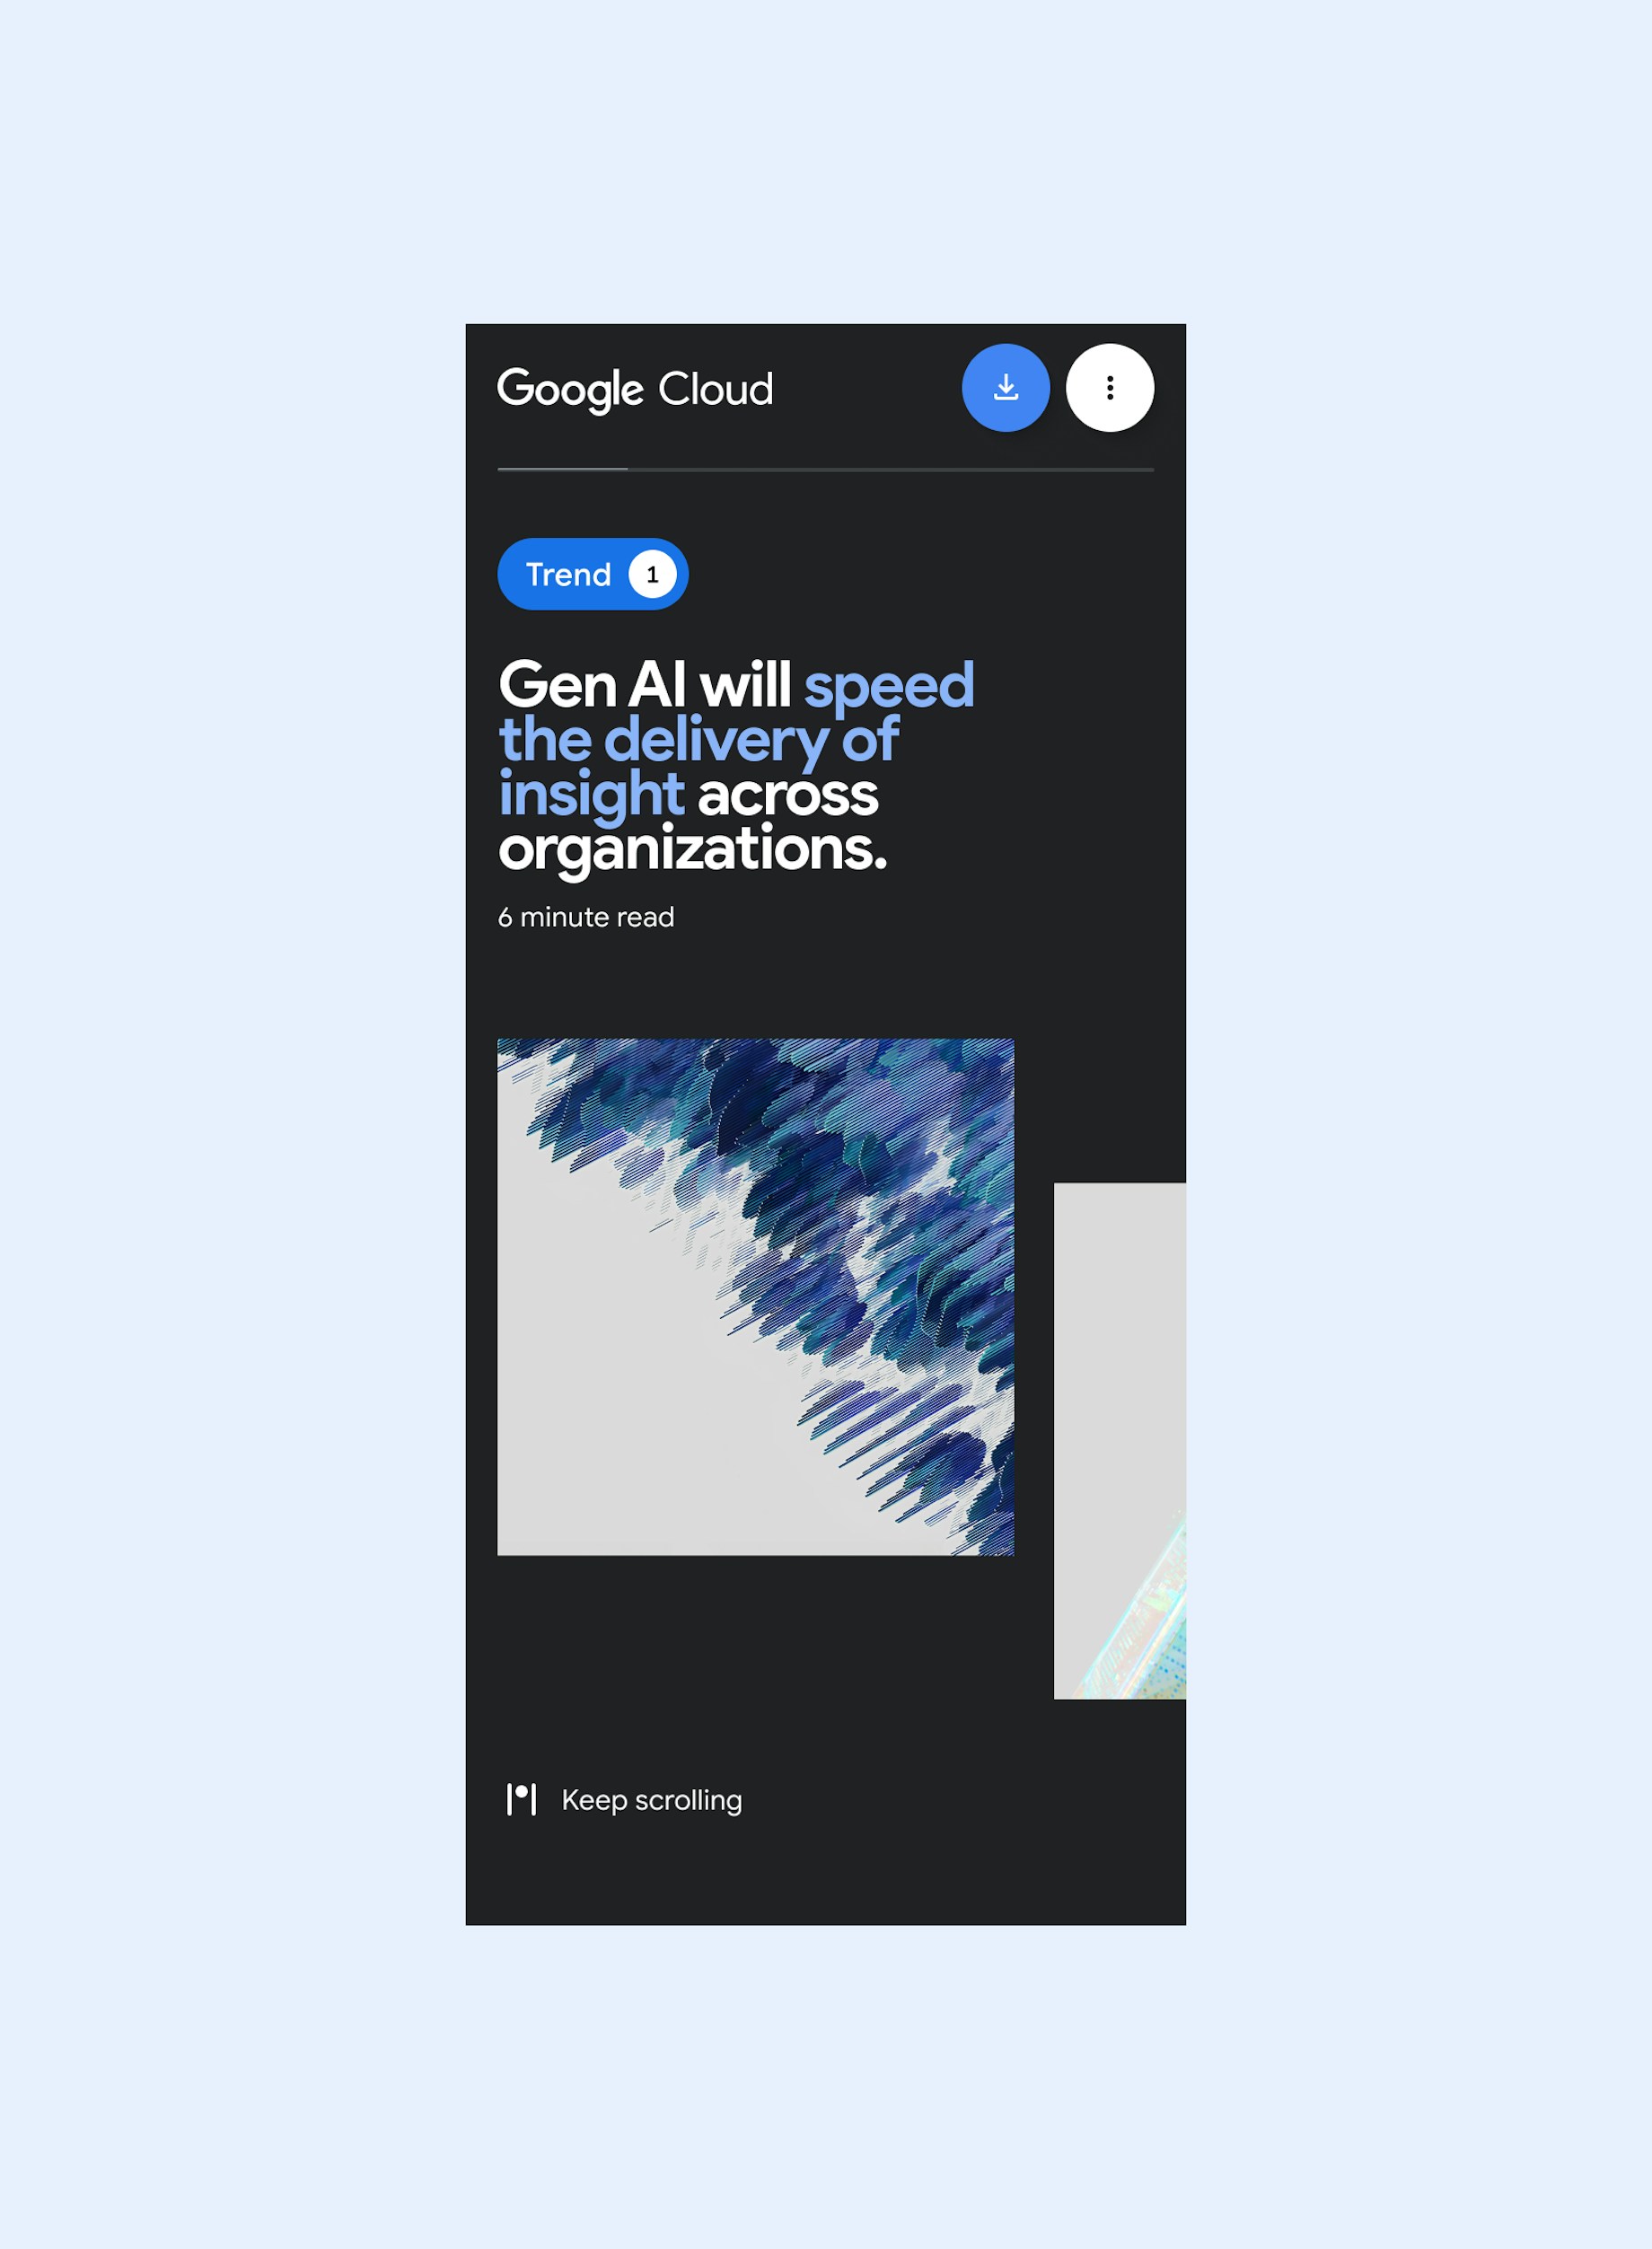 Google Cloud
Trend 1
Gen AI will speed
the delivery of
insight across
organizations.
6 minute read
Keep scrolling